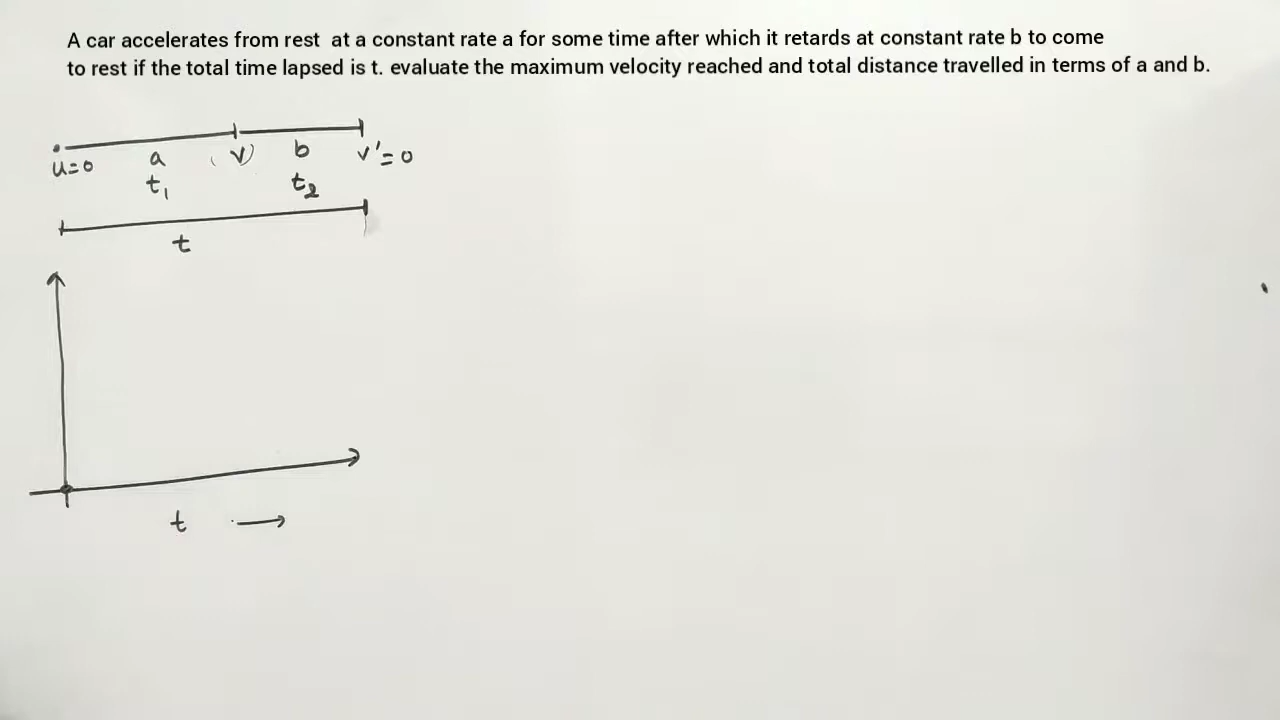 A car accelerates from rest at a constant rate a for some time after which it retards at constant rate b to come
to rest if the total time lapsed is t. evaluate the maximum velocity reached and total distance travelled in terms of a and b.
u=0 a (v) b v'=0
t₁ t₂
t
t